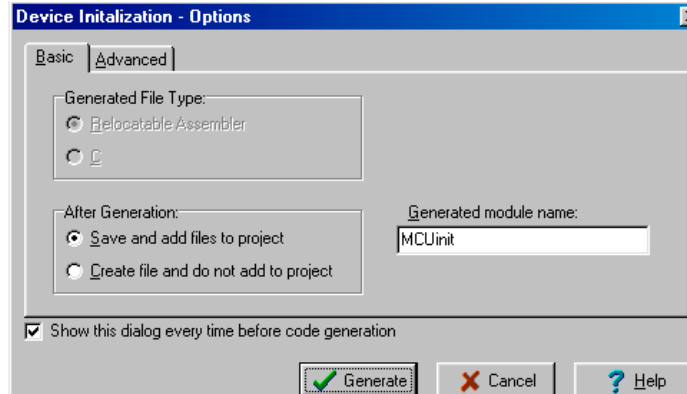 Device Initalization - Options
Basic Advanced
Generated File Type:
Relocatable Assembler
C
After Generation:
Save and add files to project
Create file and do not add to project
Generated module name:
MCUinit
Show this dialog every time before code generation
Generate Cancel Help